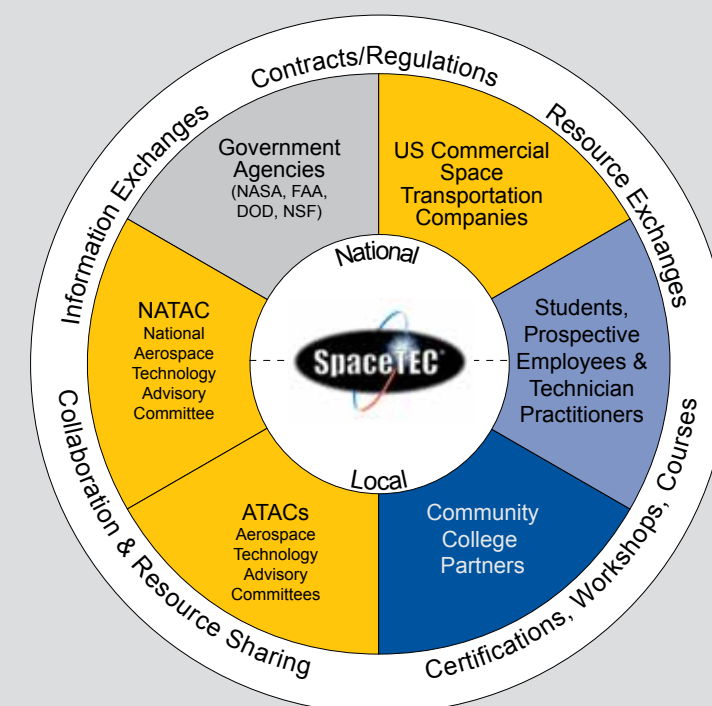 Contracts/Regulations
Information Exchanges
Resource Exchanges
Government
Agencies
(NASA, FAA,
DOD, NSF)
US Commercial
Space
Transportation
Companies
National
NATAC
National
Aerospace
Technology
Advisory
Committee
SpaceTEC®
Students,
Prospective
Employees &
Technician
Practitioners
Local
ATACs
Aerospace
Technology
Advisory
Committees
Community
College
Partners
Collaboration & Resource Sharing
Certifications, Workshops, Courses